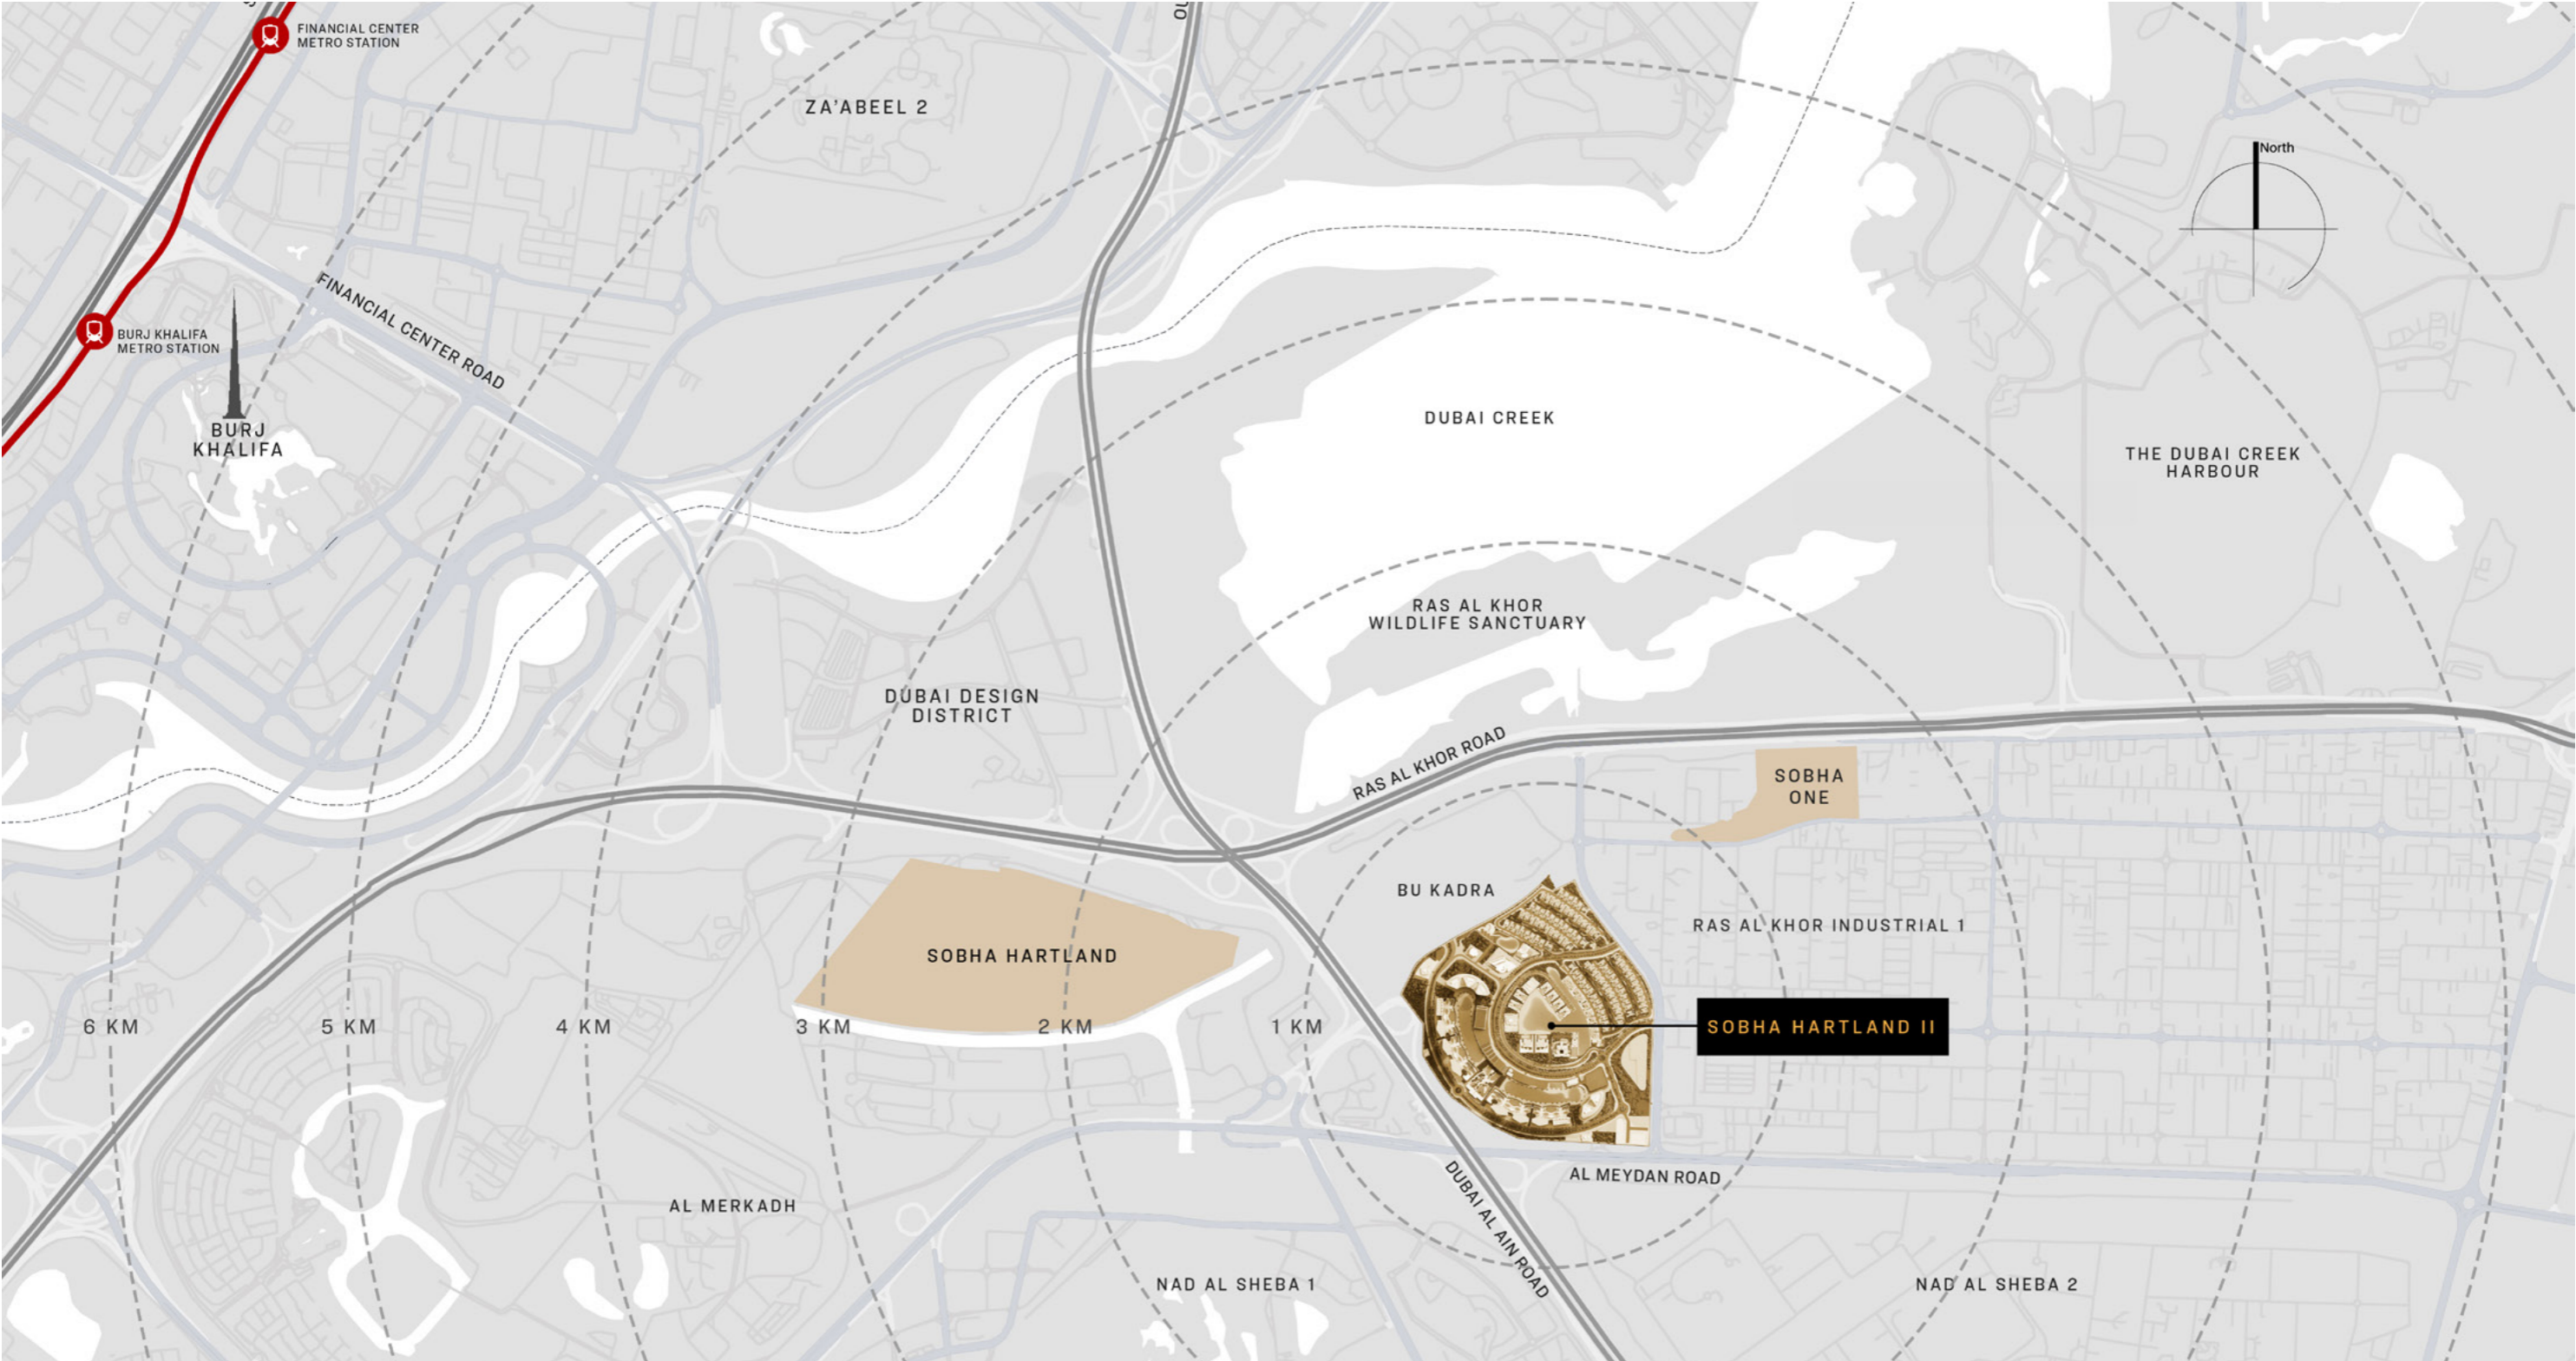 FINANCIAL CENTER
METRO STATION
ZA'ABEEL 2
North
FINANCIAL CENTER ROAD
BURJ KHALIFA
METRO STATION
BURJ
KHALIFA
DUBAI CREEK
THE DUBAI CREEK
HARBOUR
RAS AL KHOR
WILDLIFE SANCTUARY
DUBAI DESIGN
DISTRICT
RAS AL KHOR ROAD
SOBHA
ONE
BU KADRA
RAS AL KHOR INDUSTRIAL 1
SOBHA HARTLAND
6 KM
5 KM
4 KM
3 KM
2 KM
1 KM
SOBHA HARTLAND II
AL MEYDAN ROAD
AL MERKADH
DUBAI AL AIN ROAD
NAD AL SHEBA 1
NAD AL SHEBA 2